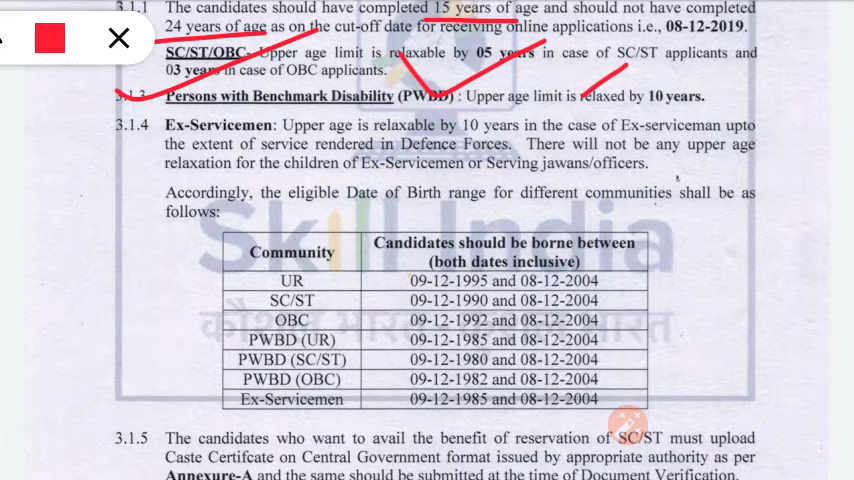 3.1.1 The candidates should have completed 15 years of age and should not have completed
24 years of age as on the cut-off date for receiving online applications i.e., 08-12-2019.
SC/ST/OBC- Upper age limit is relaxable by 05 years in case of SC/ST applicants and
03 years in case of OBC applicants.
3.1.3 Persons with Benchmark Disability (PWBD) : Upper age limit is relaxed by 10 years.
3.1.4 Ex-Servicemen: Upper age is relaxable by 10 years in the case of Ex-serviceman upto
the extent of service rendered in Defence Forces. There will not be any upper age
relaxation for the children of Ex-Servicemen or Serving jawans/officers.
Accordingly, the eligible Date of Birth range for different communities shall be as
follows:
Community Candidates should be borne between
(both dates inclusive)
UR 09-12-1995 and 08-12-2004
SC/ST 09-12-1990 and 08-12-2004
OBC 09-12-1992 and 08-12-2004
PWBD (UR) 09-12-1985 and 08-12-2004
PWBD (SC/ST) 09-12-1980 and 08-12-2004
PWBD (OBC) 09-12-1982 and 08-12-2004
Ex-Servicemen 09-12-1985 and 08-12-2004
Skill India
कौशल भारत
भारत
3.1.5 The candidates who want to avail the benefit of reservation of SC/ST must upload
Caste Certifcate on Central Government format issued by appropriate authority as per
Annexure-A and the same should be submitted at the time of Document Verification.